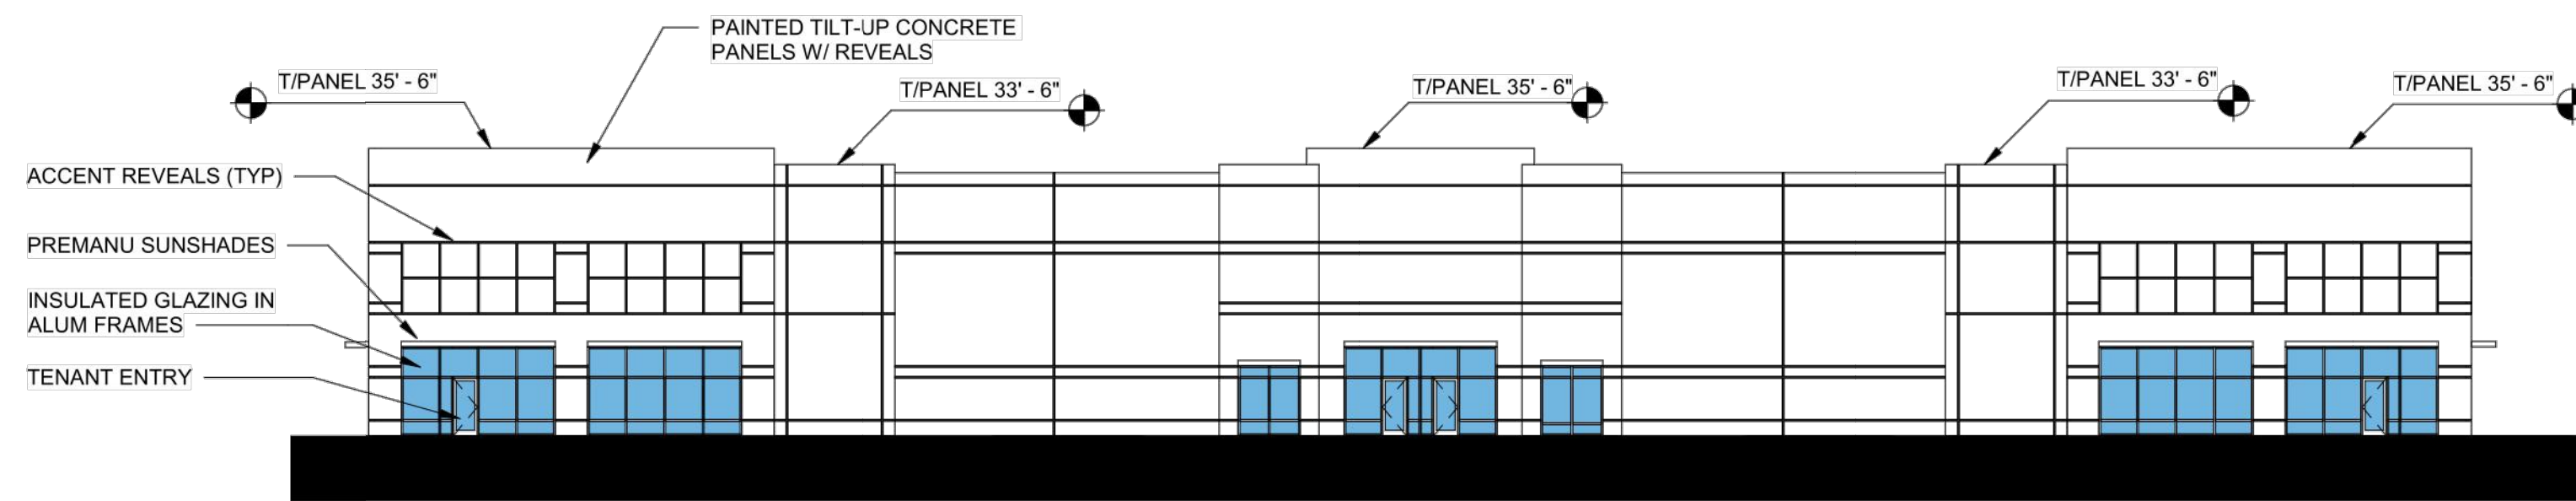 PAINTED TILT-UP CONCRETE
PANELS W/ REVEALS
T/PANEL 35' - 6"
T/PANEL 33' - 6"
T/PANEL 35' - 6"
T/PANEL 33' - 6"
T/PANEL 35' - 6"
ACCENT REVEALS (TYP)
PREMANU SUNSHADES
INSULATED GLAZING IN
ALUM FRAMES
TENANT ENTRY